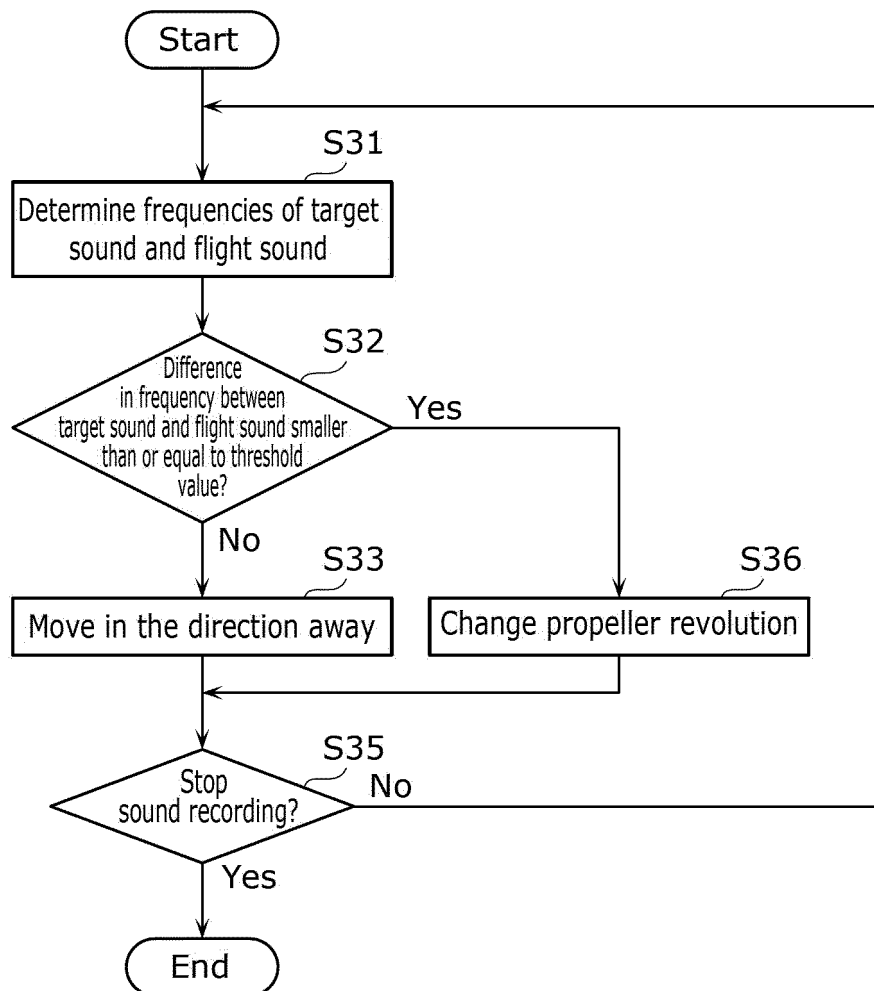 Start
S31
Determine frequencies of target
sound and flight sound
S32
Difference
in frequency between
target sound and flight sound smaller
than or equal to threshold
value?
Yes
No
S33
Move in the direction away
S36
Change propeller revolution
S35
Stop
sound recording?
No
Yes
End